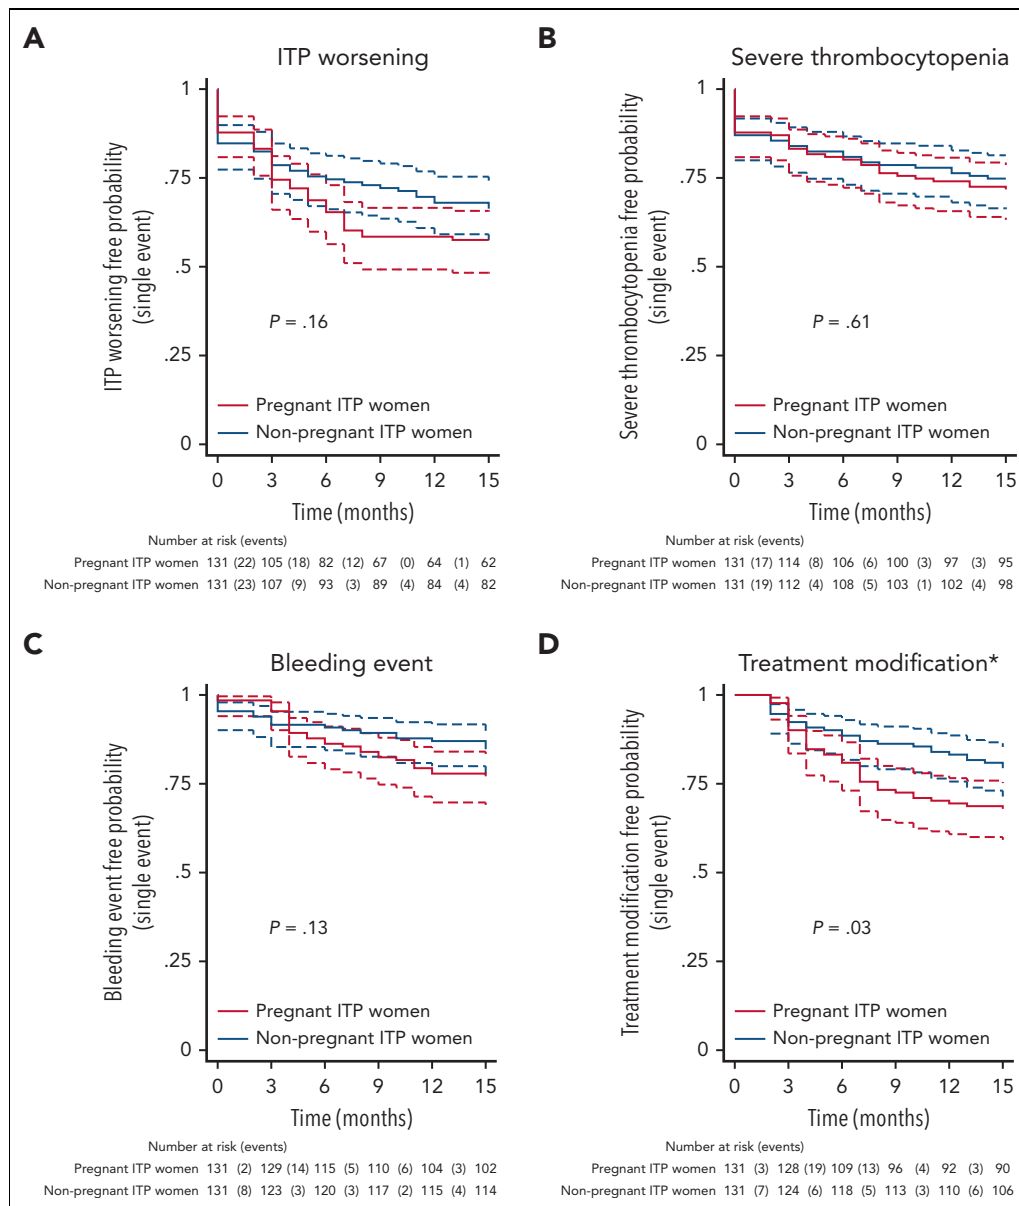 A
ITP worsening
ITP worsening free probability
(single event)
1
.75
.5
.25
0
P = .16
Pregnant ITP women
Non-pregnant ITP women
0 3 6 9 12 15
Time (months)
Number at risk (events)
Pregnant ITP women 131 (22) 105 (18) 82 (12) 67 (0) 64 (1) 62
Non-pregnant ITP women 131 (23) 107 (9) 93 (3) 89 (4) 84 (4) 82
B
Severe thrombocytopenia
Severe thrombocytopenia free probability
(single event)
1
.75
.5
.25
0
P = .61
Pregnant ITP women
Non-pregnant ITP women
0 3 6 9 12 15
Time (months)
Number at risk (events)
Pregnant ITP women 131 (17) 114 (8) 106 (6) 100 (3) 97 (3) 95
Non-pregnant ITP women 131 (19) 112 (4) 108 (5) 103 (1) 102 (4) 98
C
Bleeding event
Bleeding event free probability
(single event)
1
.75
.5
.25
0
P = .13
Pregnant ITP women
Non-pregnant ITP women
0 3 6 9 12 15
Time (months)
Number at risk (events)
Pregnant ITP women 131 (2) 129 (14) 115 (5) 110 (6) 104 (3) 102
Non-pregnant ITP women 131 (8) 123 (3) 120 (3) 117 (2) 115 (4) 114
D
Treatment modification*
Treatment modification free probability
(single event)
1
.75
.5
.25
0
P = .03
Pregnant ITP women
Non-pregnant ITP women
0 3 6 9 12 15
Time (months)
Number at risk (events)
Pregnant ITP women 131 (3) 128 (19) 109 (13) 96 (4) 92 (3) 90
Non-pregnant ITP women 131 (7) 124 (6) 118 (5) 113 (3) 110 (6) 106